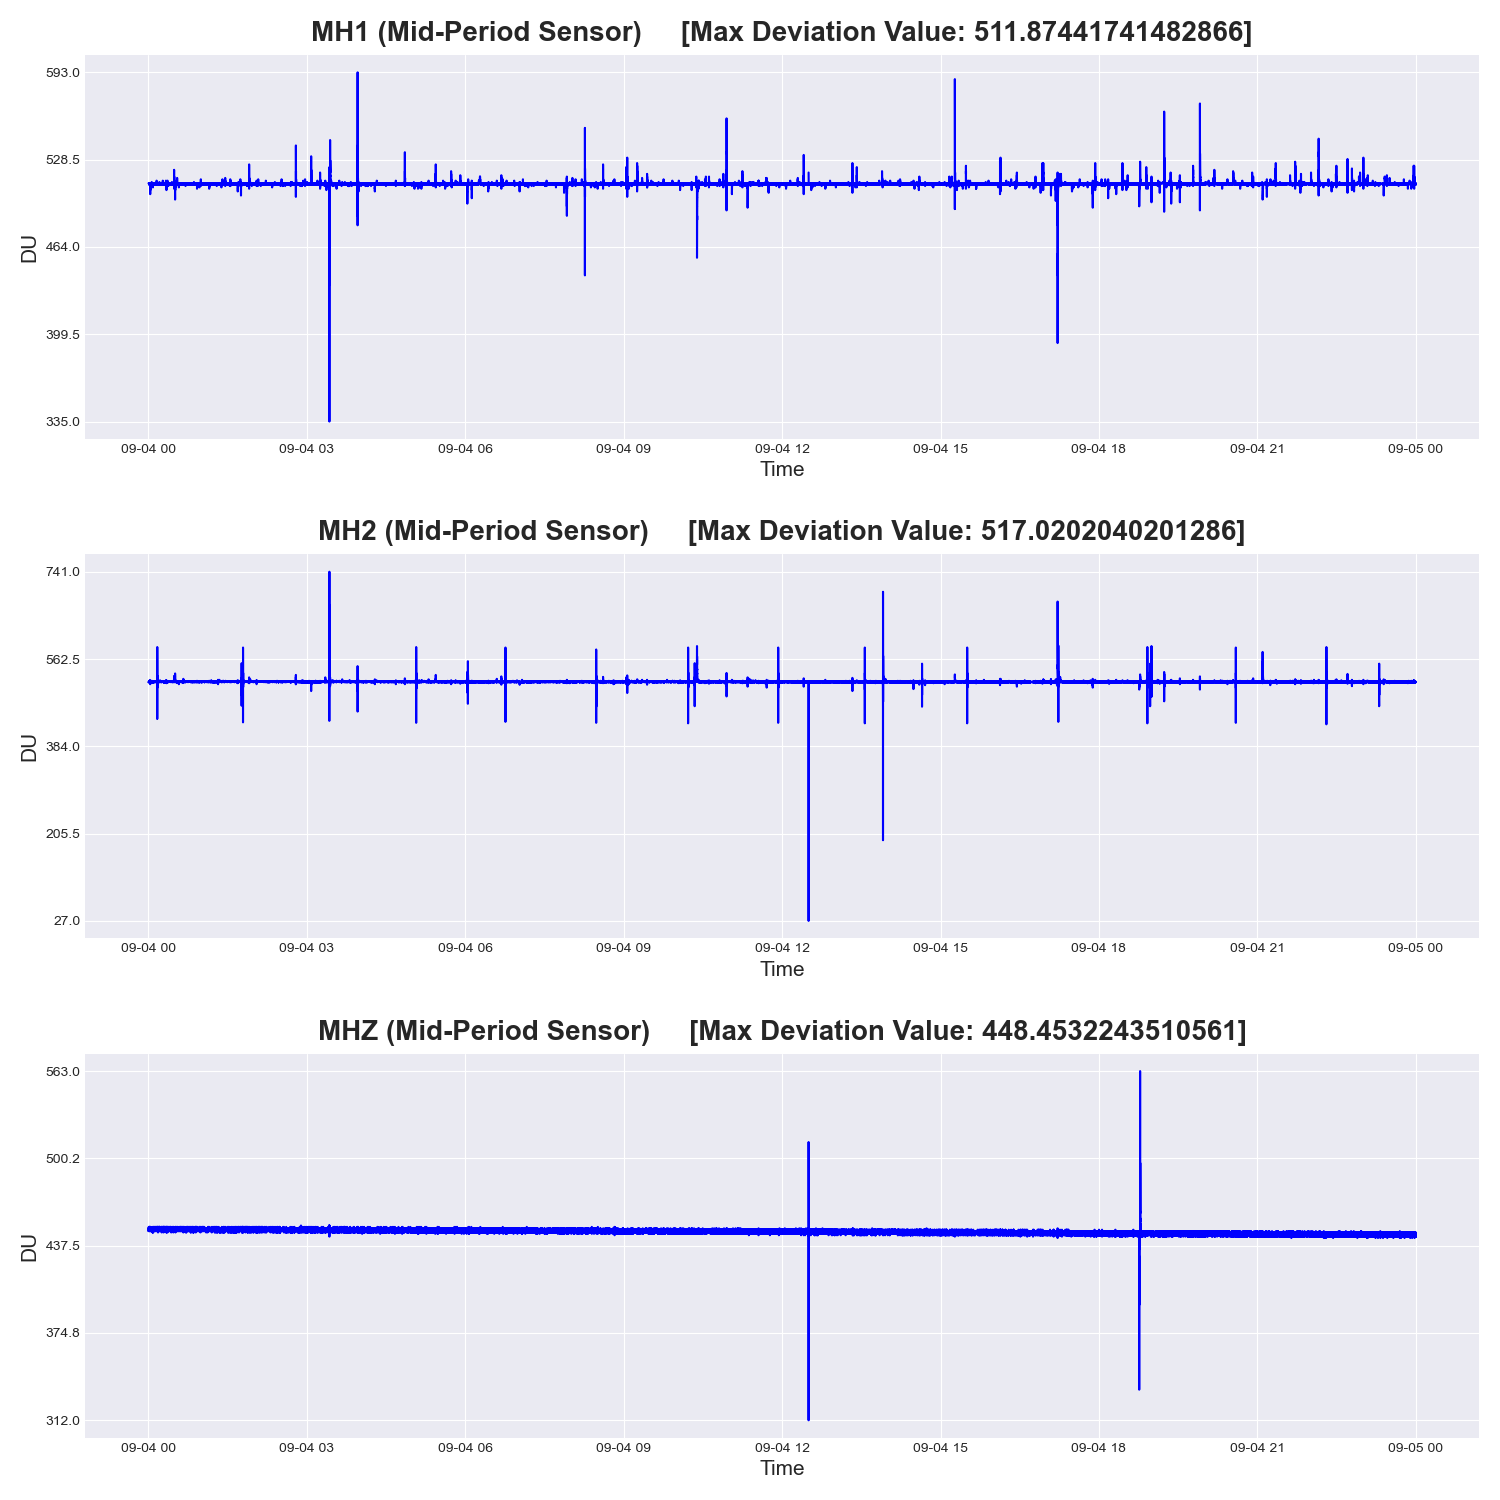 MH1 (Mid-Period Sensor) [Max Deviation Value: 511.87441741482866]
593.0
528.5
464.0
399.5
335.0
DU
09-04 00 09-04 03 09-04 06 09-04 09 09-04 12 09-04 15 09-04 18 09-04 21 09-05 00
Time
MH2 (Mid-Period Sensor) [Max Deviation Value: 517.0202040201286]
741.0
562.5
384.0
205.5
27.0
DU
09-04 00 09-04 03 09-04 06 09-04 09 09-04 12 09-04 15 09-04 18 09-04 21 09-05 00
Time
MHZ (Mid-Period Sensor) [Max Deviation Value: 448.4532243510561]
563.0
500.2
437.5
374.8
312.0
DU
09-04 00 09-04 03 09-04 06 09-04 09 09-04 12 09-04 15 09-04 18 09-04 21 09-05 00
Time